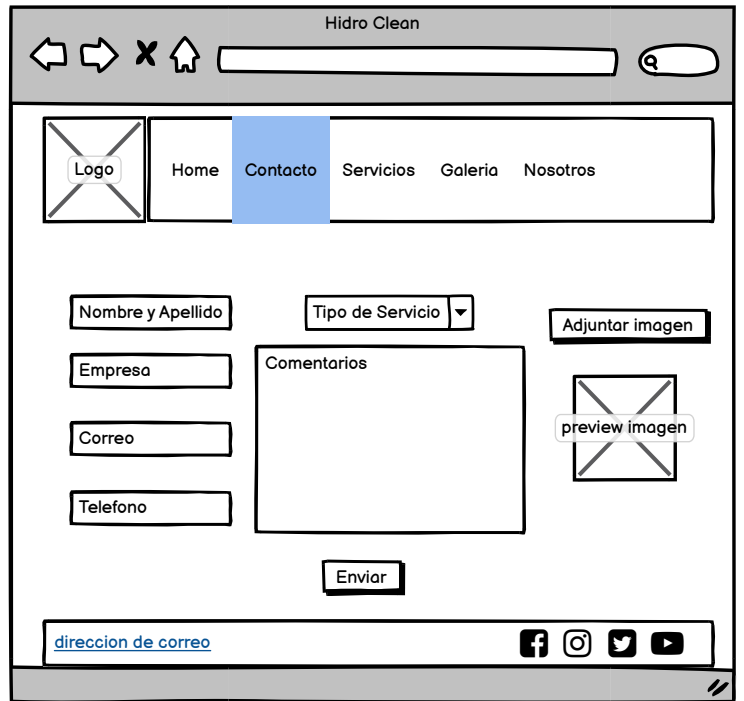 Hidro Clean
Logo
Home
Contacto
Servicios
Galeria
Nosotros
Nombre y Apellido
Tipo de Servicio
Adjuntar imagen
Empresa
Comentarios
Correo
preview imagen
Telefono
Enviar
direccion de correo